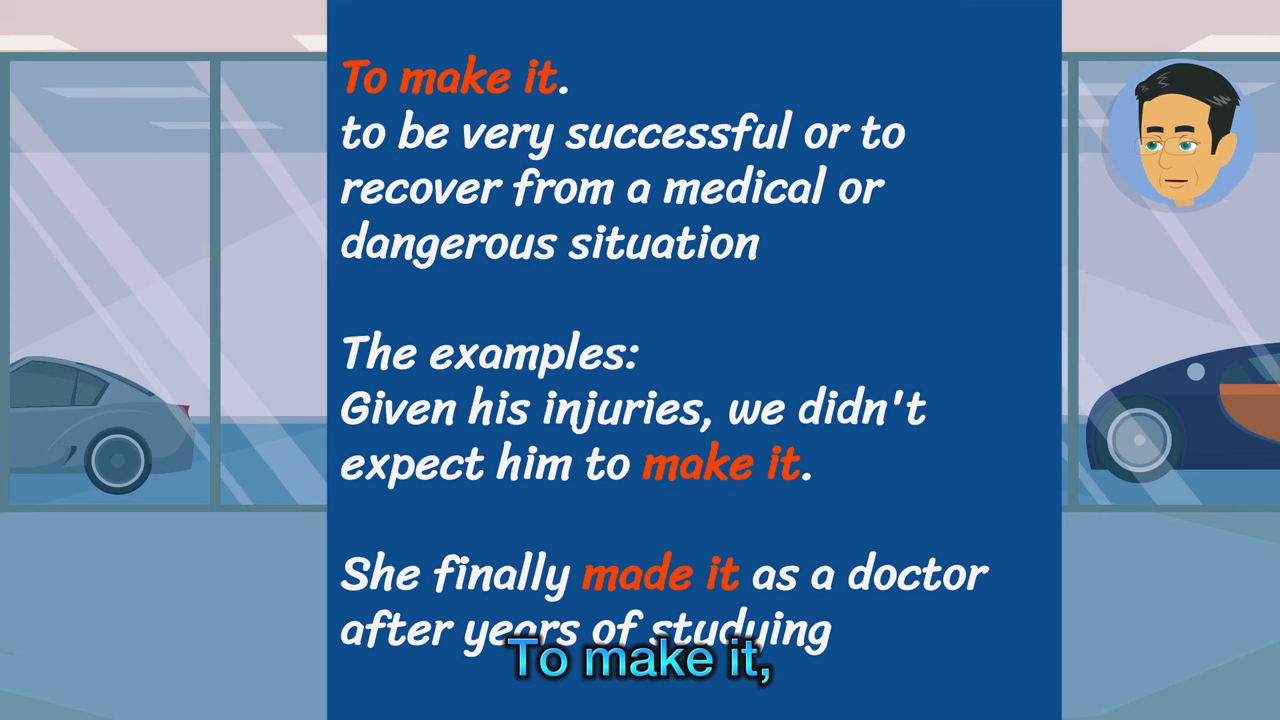 To make it.
to be very successful or to
recover from a medical or
dangerous situation
The examples:
Given his injuries, we didn't
expect him to make it.
She finally made it as a doctor
after years of studying
To make it,